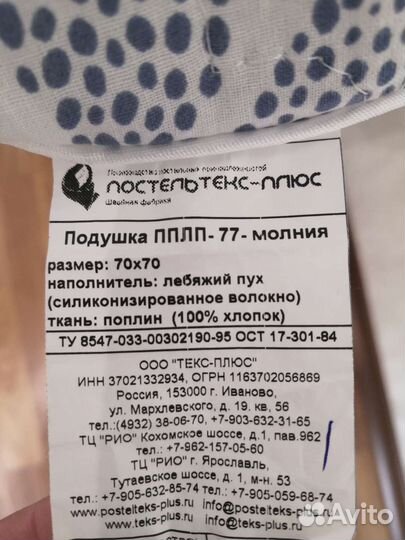 Производство постельных принадлежностей
ПОСТЕЛЬТЕКС-ПЛЮС
Швейная фабрика
Подушка ППЛП- 77- молния
размер: 70x70
наполнитель: лебяжий пух
(силиконизированное волокно)
ткань: поплин (100% хлопок)
ТУ 8547-033-00302190-95 ОСТ 17-301-84
ООО "ТЕКС-ПЛЮС"
ИНН 37021332934, ОГРН 1163702056869
Россия, 153000 г. Иваново,
ул. Мархлевского, д. 19. кв, 56
тел.:(4932) 38-06-70, +7-903-632-31-65
ТЦ "РИО" Кохомское шоссе, д.1, пав.962
тел.: +7-962-157-05-60
ТЦ "РИО" г. Ярославль,
Тутаевское шоссе, д. 1, м-н 53
тел.: +7-905-632-85-74 тел.: +7-905-059-68-74
www.postelteks-plus.ru www.teks-plus.ru
postelteks-plus.ru
teks-plus.ru
Avito